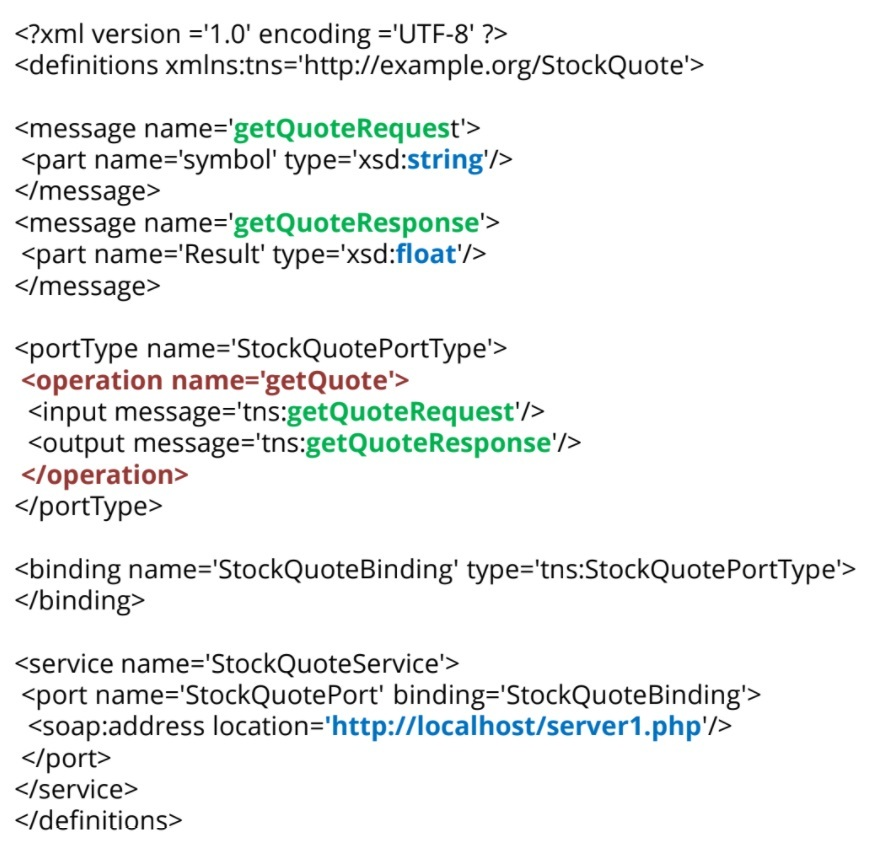 <?xml version ='1.0' encoding ='UTF-8' ?>
<definitions xmlns:tns='http://example.org/StockQuote'>
<message name='getQuoteRequest'>
<part name='symbol' type='xsd:string'/>
</message>
<message name='getQuoteResponse'>
<part name='Result' type='xsd:float'/>
</message>
<portType name='StockQuotePortType'>
<operation name='getQuote'>
<input message='tns:getQuoteRequest'/>
<output message='tns:getQuoteResponse'/>
</operation>
</portType>
<binding name='StockQuoteBinding' type='tns:StockQuotePortType'>
</binding>
<service name='StockQuoteService'>
<port name='StockQuotePort' binding='StockQuoteBinding'>
<soap:address location='http://localhost/server1.php'/>
</port>
</service>
</definitions>